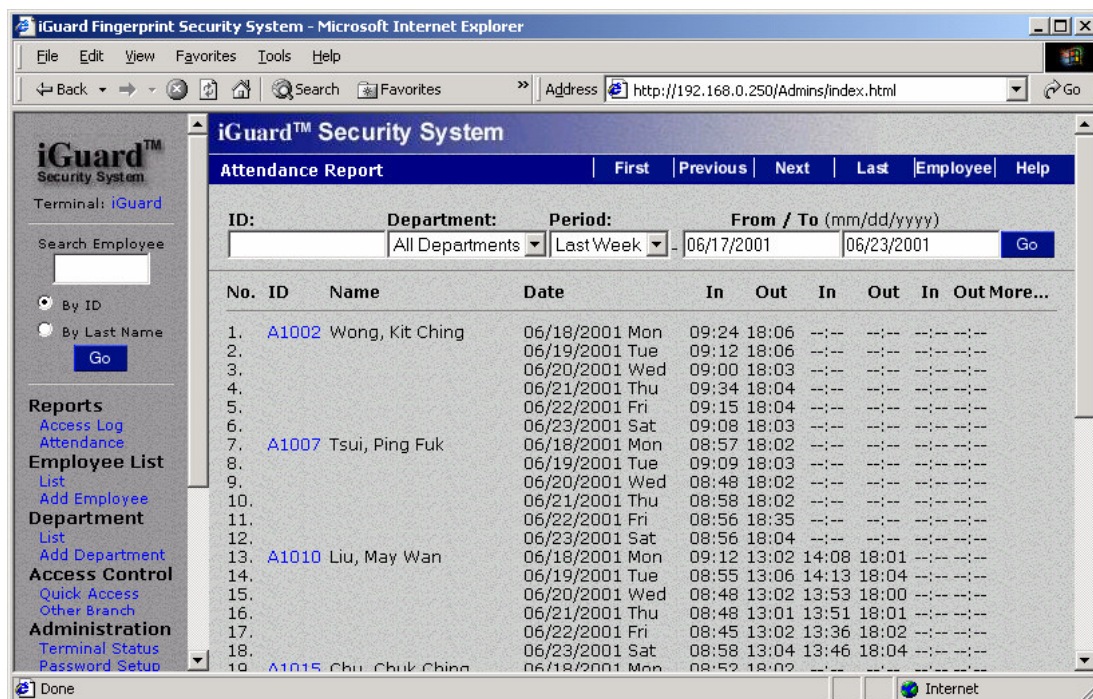 iGuard Fingerprint Security System - Microsoft Internet Explorer
File Edit View Favorites Tools Help
Back Search Favorites » Address http://192.168.0.250/Admins/index.html Go
iGuard™
Security System
Terminal: iGuard
Search Employee
By ID
By Last Name
Go
Reports
Access Log
Attendance
Employee List
List
Add Employee
Department
List
Add Department
Access Control
Quick Access
Other Branch
Administration
Terminal Status
Password Setup
iGuard™ Security System
Attendance Report First Previous Next Last Employee Help
ID: Department: Period: From / To (mm/dd/yyyy)
All Departments Last Week - 06/17/2001 06/23/2001 Go
No. ID Name Date In Out In Out In Out More...
1. A1002 Wong, Kit Ching 06/18/2001 Mon 09:24 18:06 --:-- --:-- --:-- --:--
2. 06/19/2001 Tue 09:12 18:06 --:-- --:-- --:-- --:--
3. 06/20/2001 Wed 09:00 18:03 --:-- --:-- --:-- --:--
4. 06/21/2001 Thu 09:34 18:04 --:-- --:-- --:-- --:--
5. 06/22/2001 Fri 09:15 18:04 --:-- --:-- --:-- --:--
6. 06/23/2001 Sat 09:08 18:03 --:-- --:-- --:-- --:--
7. A1007 Tsui, Ping Fuk 06/18/2001 Mon 08:57 18:02 --:-- --:-- --:-- --:--
8. 06/19/2001 Tue 09:09 18:03 --:-- --:-- --:-- --:--
9. 06/20/2001 Wed 08:48 18:02 --:-- --:-- --:-- --:--
10. 06/21/2001 Thu 08:58 18:02 --:-- --:-- --:-- --:--
11. 06/22/2001 Fri 08:56 18:35 --:-- --:-- --:-- --:--
12. 06/23/2001 Sat 08:56 18:04 --:-- --:-- --:-- --:--
13. A1010 Liu, May Wan 06/18/2001 Mon 09:12 13:02 14:08 18:01 --:-- --:--
14. 06/19/2001 Tue 08:55 13:06 14:13 18:04 --:-- --:--
15. 06/20/2001 Wed 08:48 13:02 13:53 18:00 --:-- --:--
16. 06/21/2001 Thu 08:48 13:01 13:51 18:01 --:-- --:--
17. 06/22/2001 Fri 08:45 13:02 13:36 18:02 --:-- --:--
18. 06/23/2001 Sat 08:58 13:04 13:46 18:04 --:-- --:--
19. A1015 Chu, Chuk Ching 06/18/2001 Mon 08:52 18:02 --:-- --:-- --:-- --:--
Done Internet